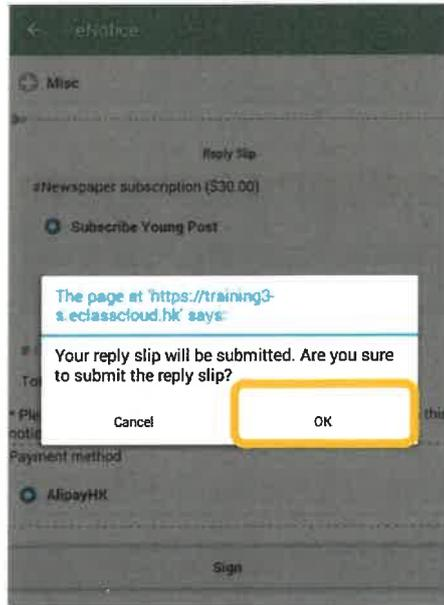 eNotice
Misc
Reply Slip
#Newspaper subscription ($30.00)
Subscribe Young Post
The page at 'https://training3-
s.eclasscloud.hk' says:
Your reply slip will be submitted. Are you sure
to submit the reply slip?
Cancel
OK
Payment method
AlipayHK
Sign